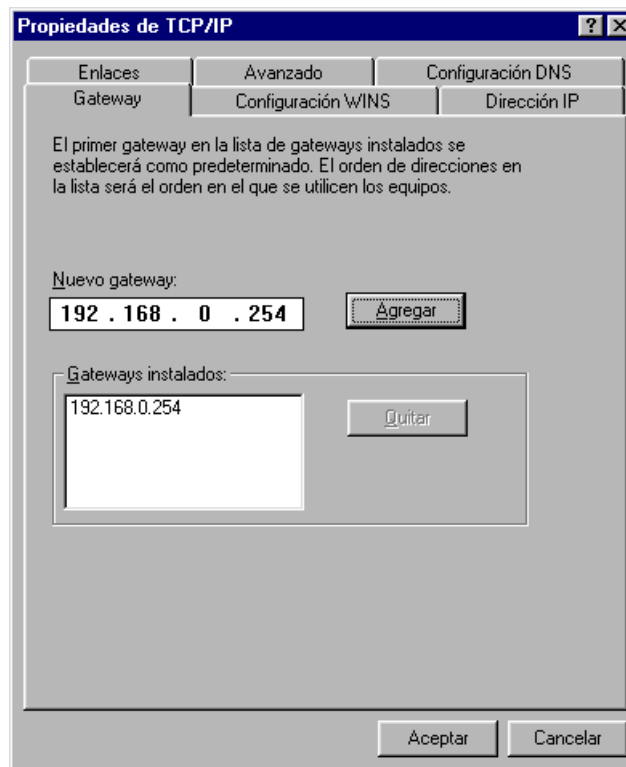 Propiedades de TCP/IP
Enlaces
Avanzado
Configuración DNS
Gateway
Configuración WINS
Dirección IP
El primer gateway en la lista de gateways instalados se
establecerá como predeterminado. El orden de direcciones en
la lista será el orden en el que se utilicen los equipos.
Nuevo gateway:
192 . 168 . 0 . 254
Agregar
Gateways instalados:
192.168.0.254
Quitar
Aceptar
Cancelar